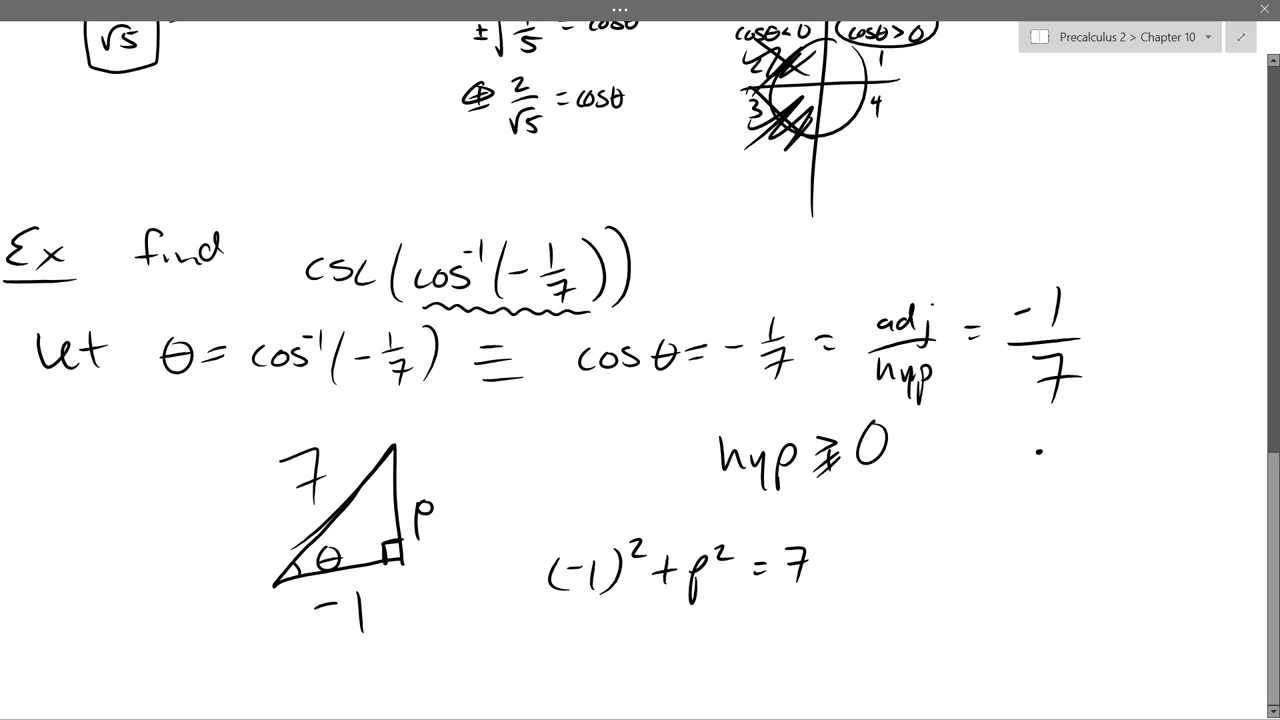 Precalculus 2 > Chapter 10
√5
±√(1/5) = cosθ
cosθ<0 cosθ>0
2 1
3 4
± 2/√5 = cosθ
Ex find csc(cos⁻¹(-1/7))
Let θ = cos⁻¹(-1/7) ≡ cosθ = -1/7 = adj/hyp = -1/7
hyp ≩ 0
7
p
θ
-1
(-1)² + p² = 7